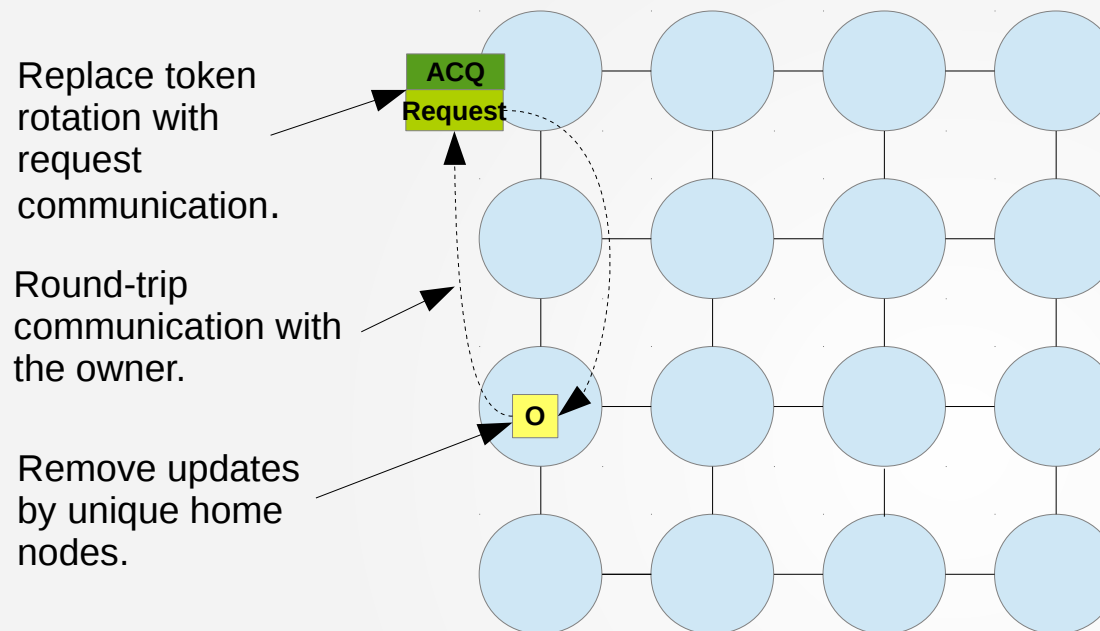 Replace token
rotation with
request
communication.
ACQ
Request
Round-trip
communication with
the owner.
O
Remove updates
by unique home
nodes.